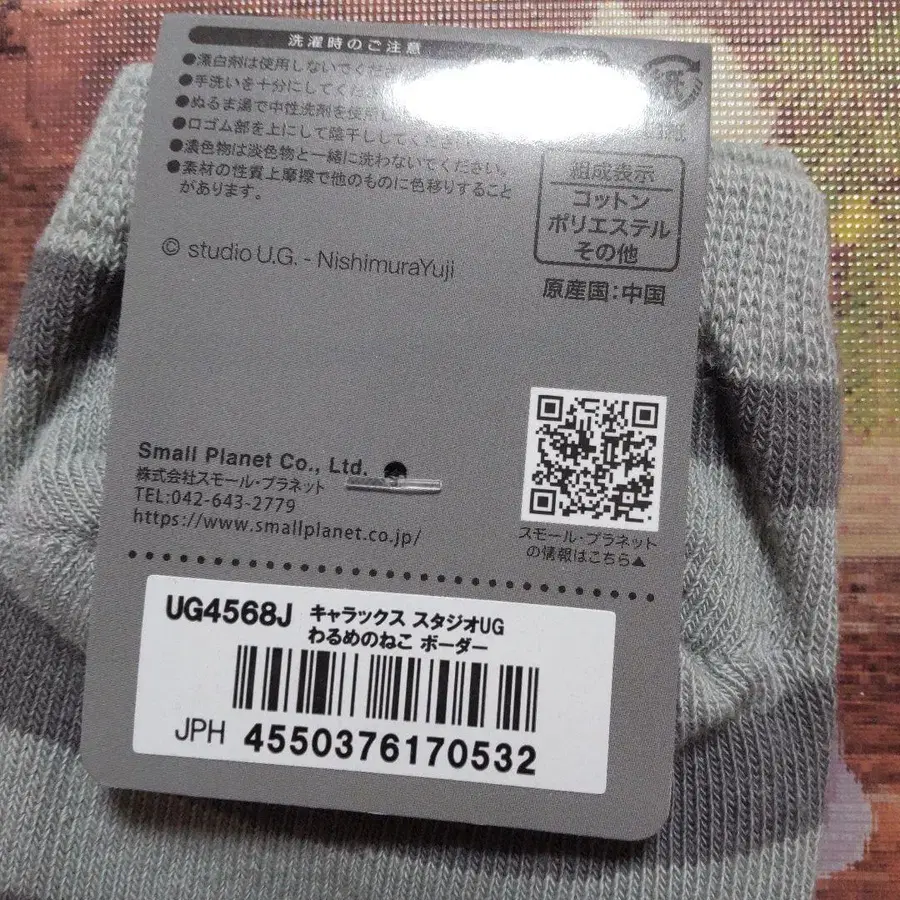 洗濯時のご注意
●漂白剤は使用しないでくださ
●手洗いを十分にしてくだ
●ぬるま湯で中性洗剤を使用し
●口ゴム部を上にして陰干ししてくだ
●濃色物は淡色物と一緒に洗わないでください。
●素材の性質上摩擦で他のものに色移りすること
があります。
紙
組成表示
コットン
ポリエステル
その他
原産国:中国
© studio U.G. - NishimuraYuji
Small Planet Co., Ltd.
株式会社スモール・プラネット
TEL:042-643-2779
https://www.smallplanet.co.jp/
スモール・プラネット
の情報はこちら▲
UG4568J キャラックス スタジオUG
わるめのねこ ボーダー
JPH 4550376170532